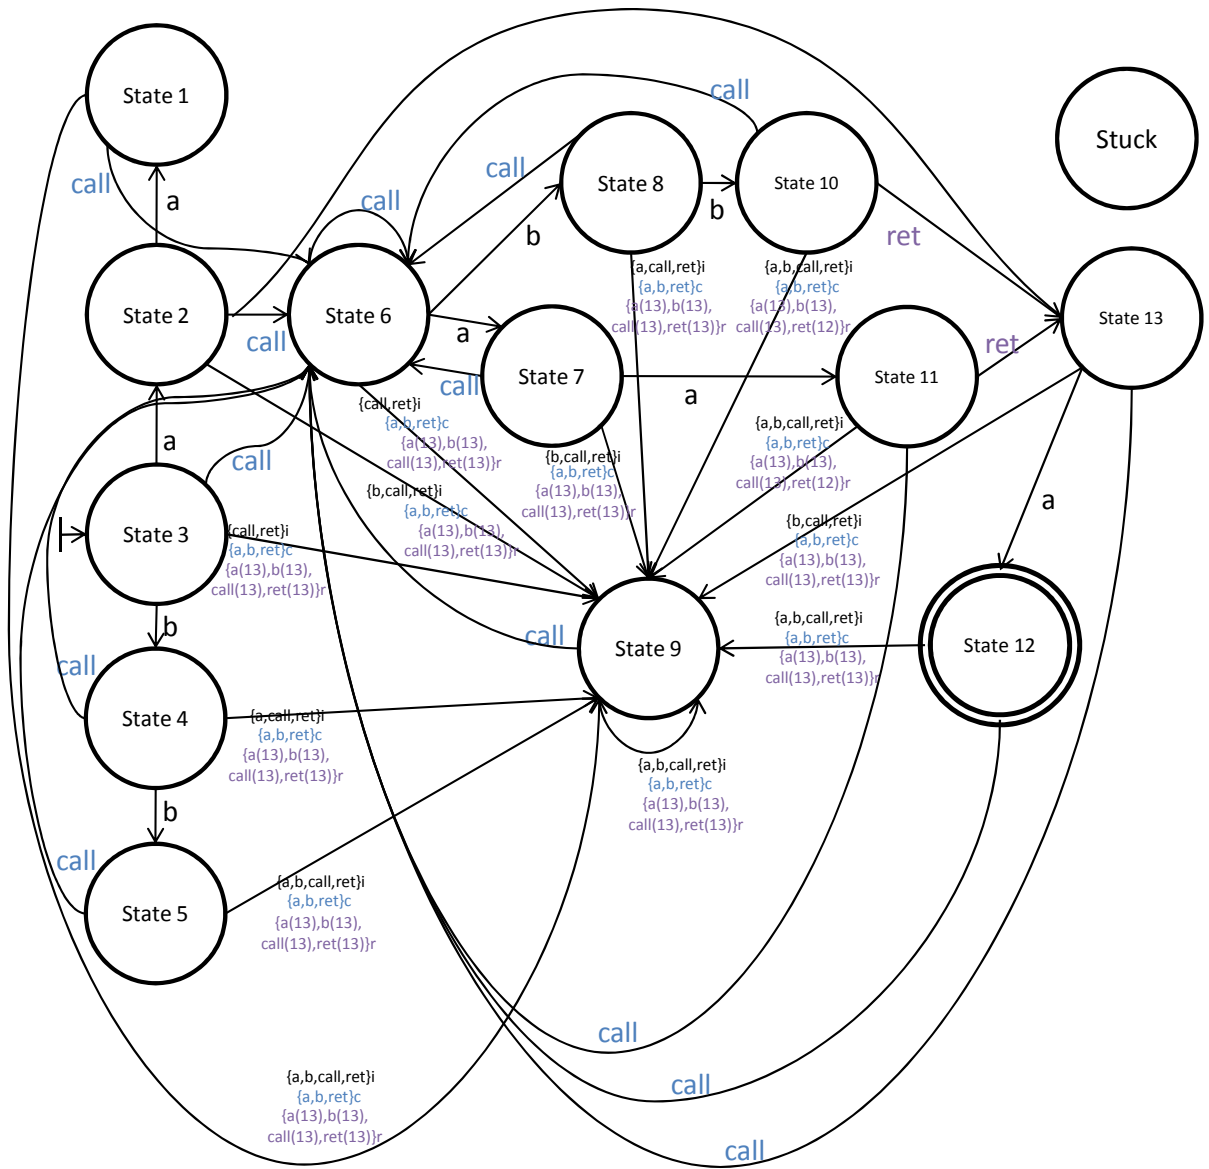 State 1
call
a
State 2
call
a
State 3
call
b
State 4
call
b
State 5
call
call
State 6
call
b
a
State 8
b
call
State 10
ret
Stuck
State 13
State 7
call
a
State 11
ret
a
State 12
State 9
call
{a,call,ret}i
{a,b,ret}c
{a(13),b(13),
call(13),ret(13)}r
{a,b,call,ret}i
{a,b,ret}c
{a(13),b(13),
call(13),ret(12)}r
{call,ret}i
{a,b,ret}c
{a(13),b(13),
call(13),ret(13)}r
{b,call,ret}i
{a,b,ret}c
{a(13),b(13),
call(13),ret(13)}r
{a,b,call,ret}i
{a,b,ret}c
{a(13),b(13),
call(13),ret(12)}r
{b,call,ret}i
{a,b,ret}c
{a(13),b(13),
call(13),ret(13)}r
{call,ret}i
{a,b,ret}c
{a(13),b(13),
call(13),ret(13)}r
{b,call,ret}i
{a,b,ret}c
{a(13),b(13),
call(13),ret(13)}r
{a,b,call,ret}i
{a,b,ret}c
{a(13),b(13),
call(13),ret(13)}r
{a,call,ret}i
{a,b,ret}c
{a(13),b(13),
call(13),ret(13)}r
{a,b,call,ret}i
{a,b,ret}c
{a(13),b(13),
call(13),ret(13)}r
{a,b,call,ret}i
{a,b,ret}c
{a(13),b(13),
call(13),ret(13)}r
{a,b,call,ret}i
{a,b,ret}c
{a(13),b(13),
call(13),ret(13)}r
call
call
call